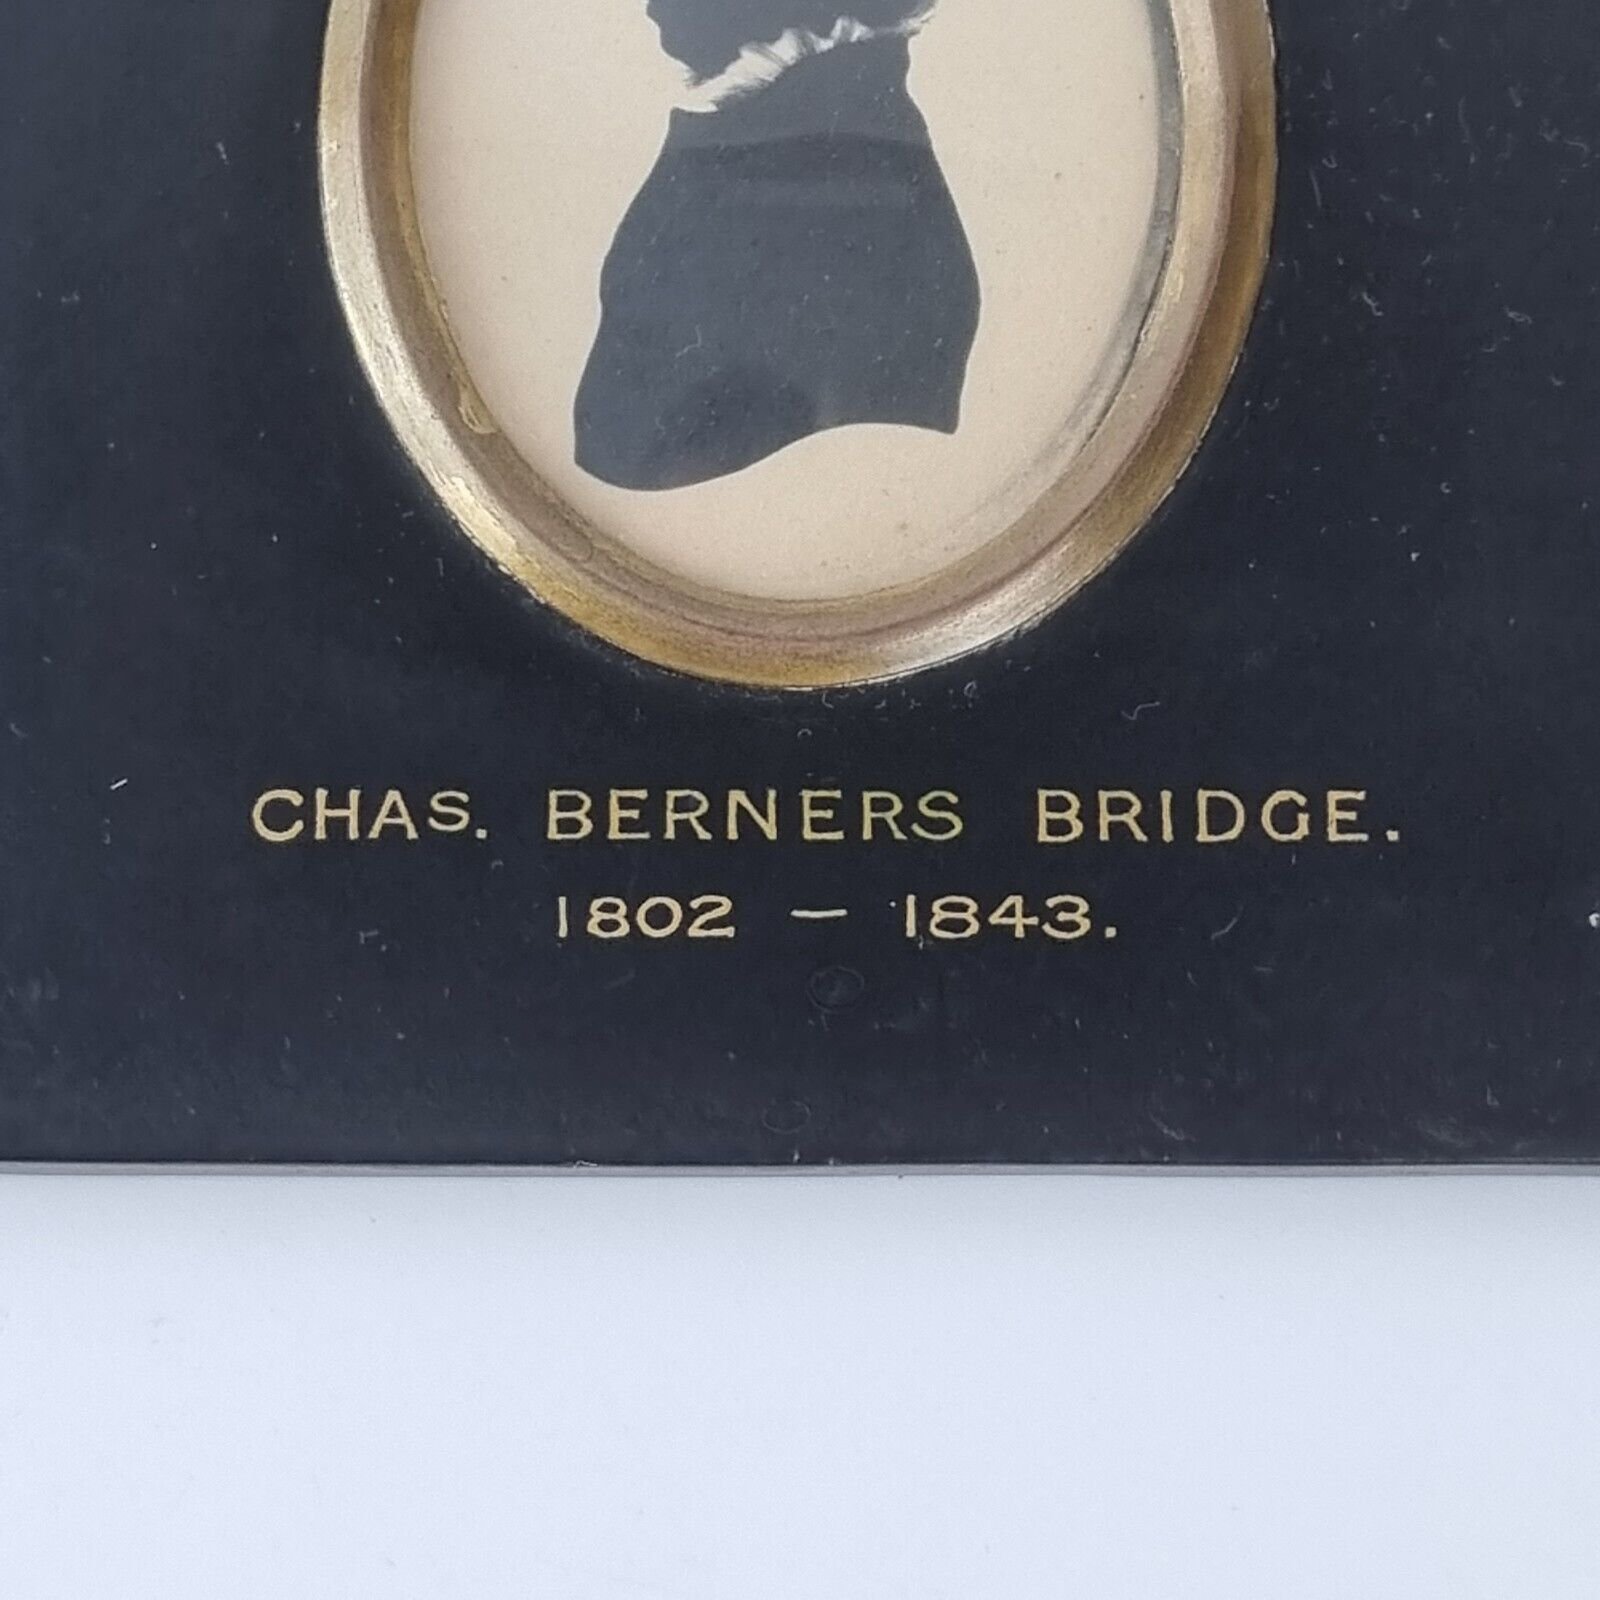 CHAS. BERNERS BRIDGE.
1802 — 1843.